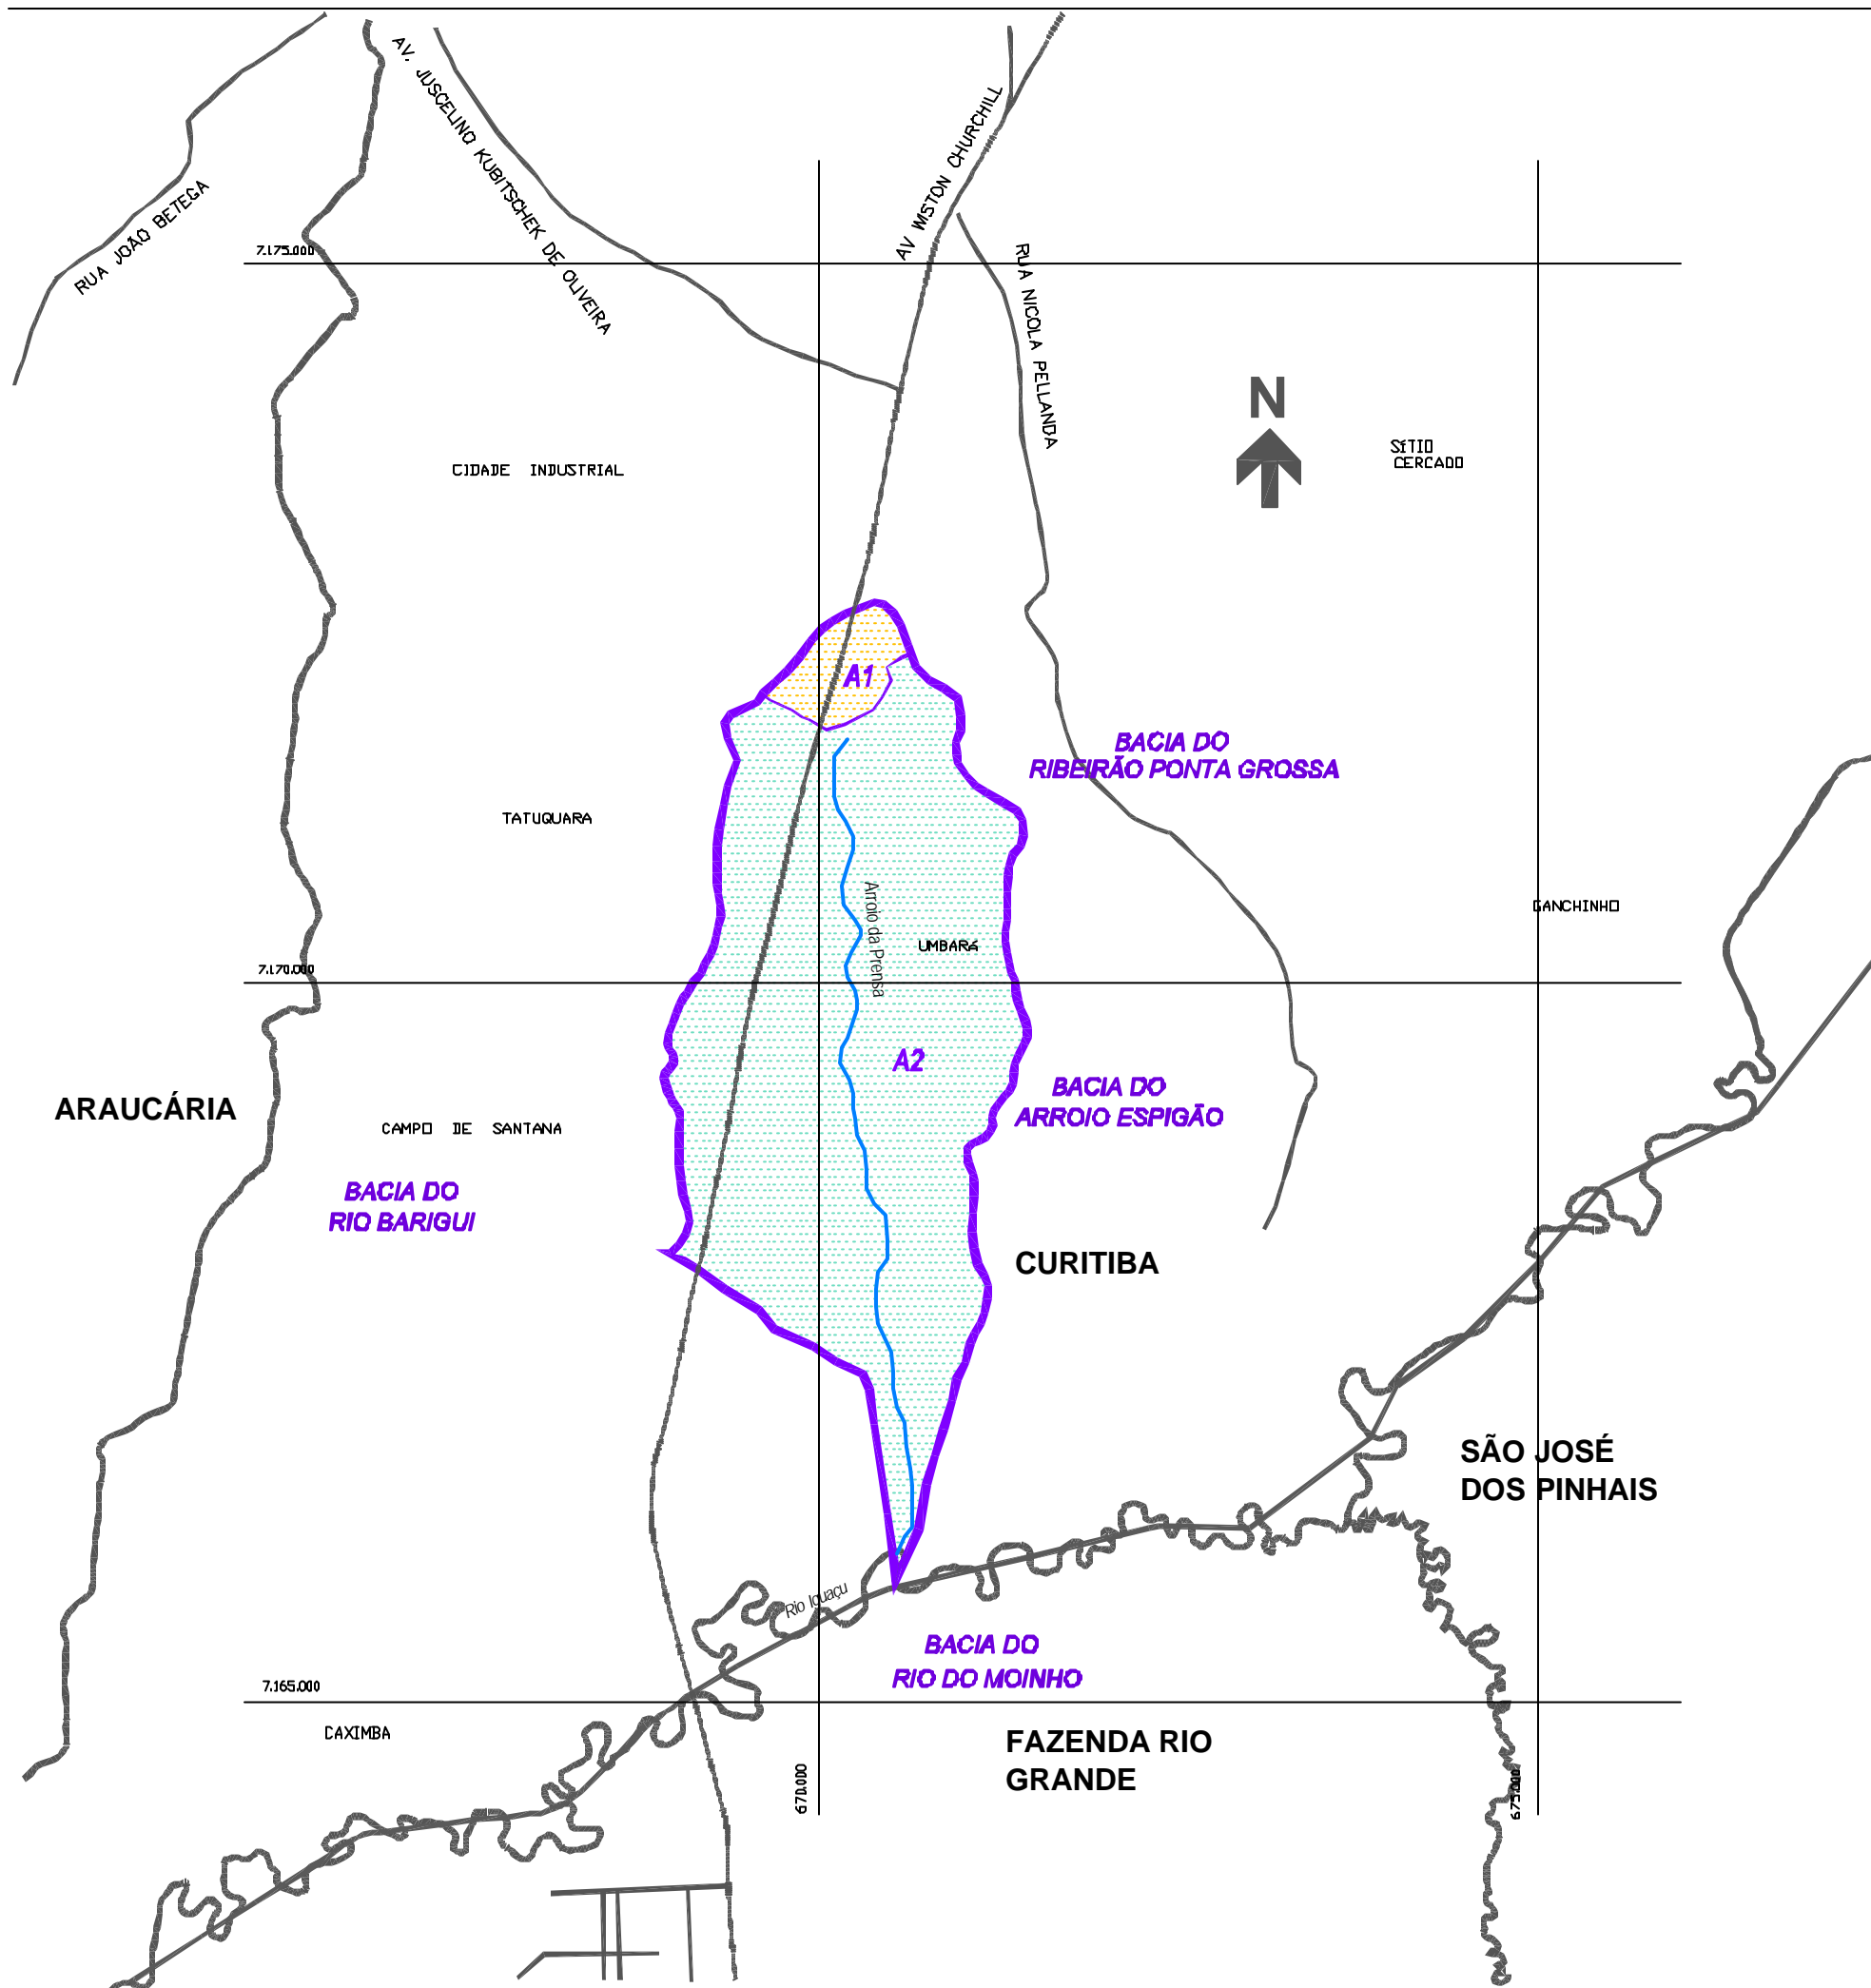 AV. JUSCELINO KUBITSCHEK DE OLIVEIRA
AV WISTON CHURCHILL
RUA JOÃO BETEGA
7.175.000
RUA NICOLA PELLANDA
N
CIDADE INDUSTRIAL
SÍTIO
CERCADO
A1
BACIA DO
RIBEIRÃO PONTA GROSSA
TATUQUARA
GANCHINHO
Arroio da Prensa
UMBARÁ
7.170.000
A2
ARAUCÁRIA
BACIA DO
ARROIO ESPIGÃO
CAMPO DE SANTANA
BACIA DO
RIO BARIGUI
CURITIBA
SÃO JOSÉ
DOS PINHAIS
Rio Iguaçu
BACIA DO
RIO DO MOINHO
7.165.000
CAXIMBA
FAZENDA RIO
GRANDE
670.000
675.000